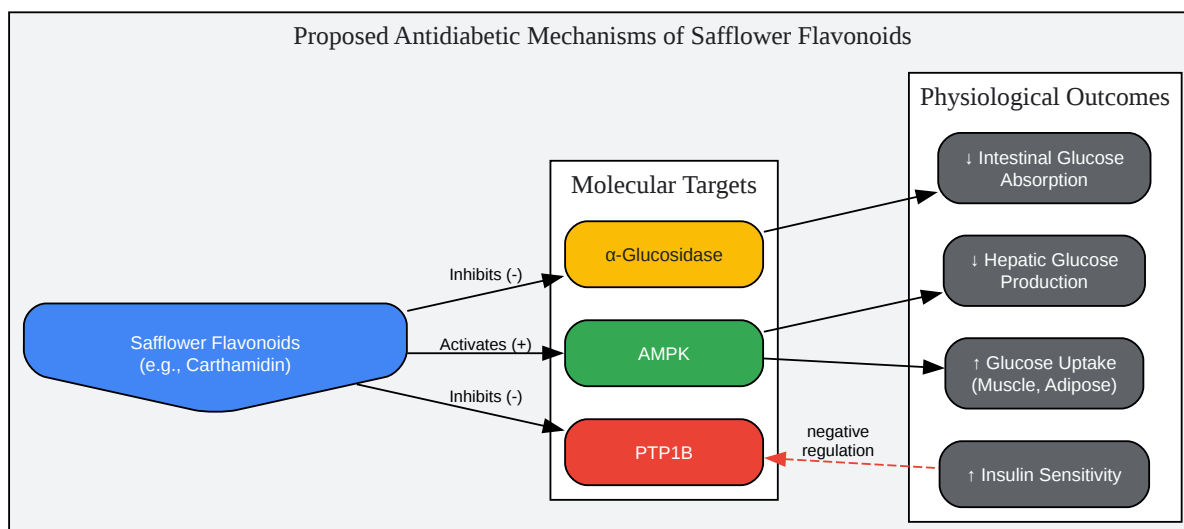 Proposed Antidiabetic Mechanisms of Safflower Flavonoids
Physiological Outcomes
Molecular Targets
Safflower Flavonoids
(e.g., Carthamidin)
Inhibits (-)
Activates (+)
Inhibits (-)
α-Glucosidase
AMPK
PTP1B
negative
regulation
↓ Intestinal Glucose
Absorption
↓ Hepatic Glucose
Production
↑ Glucose Uptake
(Muscle, Adipose)
↑ Insulin Sensitivity